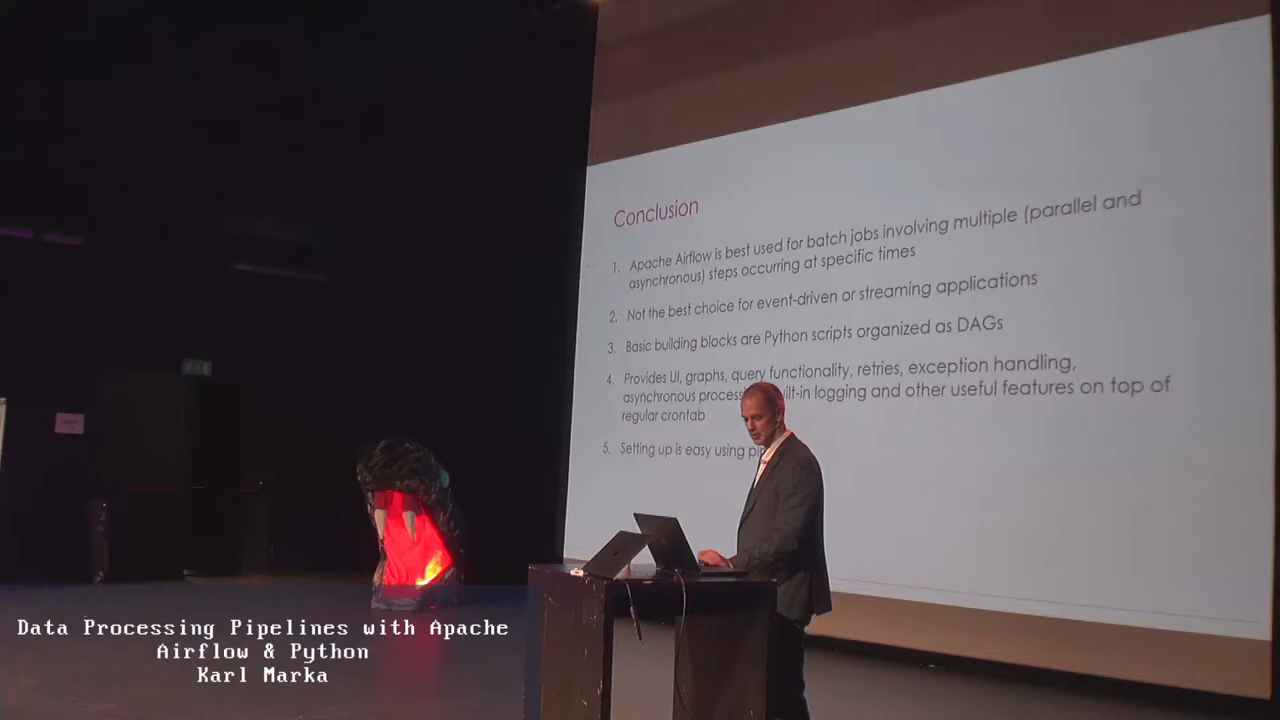 Conclusion
1. Apache Airflow is best used for batch jobs involving multiple (parallel and
asynchronous) steps occurring at specific times
2. Not the best choice for event-driven or streaming applications
3. Basic building blocks are Python scripts organized as DAGs
4. Provides UI, graphs, query functionality, retries, exception handling,
asynchronous logging and other useful features on top of
regular crontab
5. Setting up is easy using
Data Processing Pipelines with Apache
Airflow & Python
Karl Marka